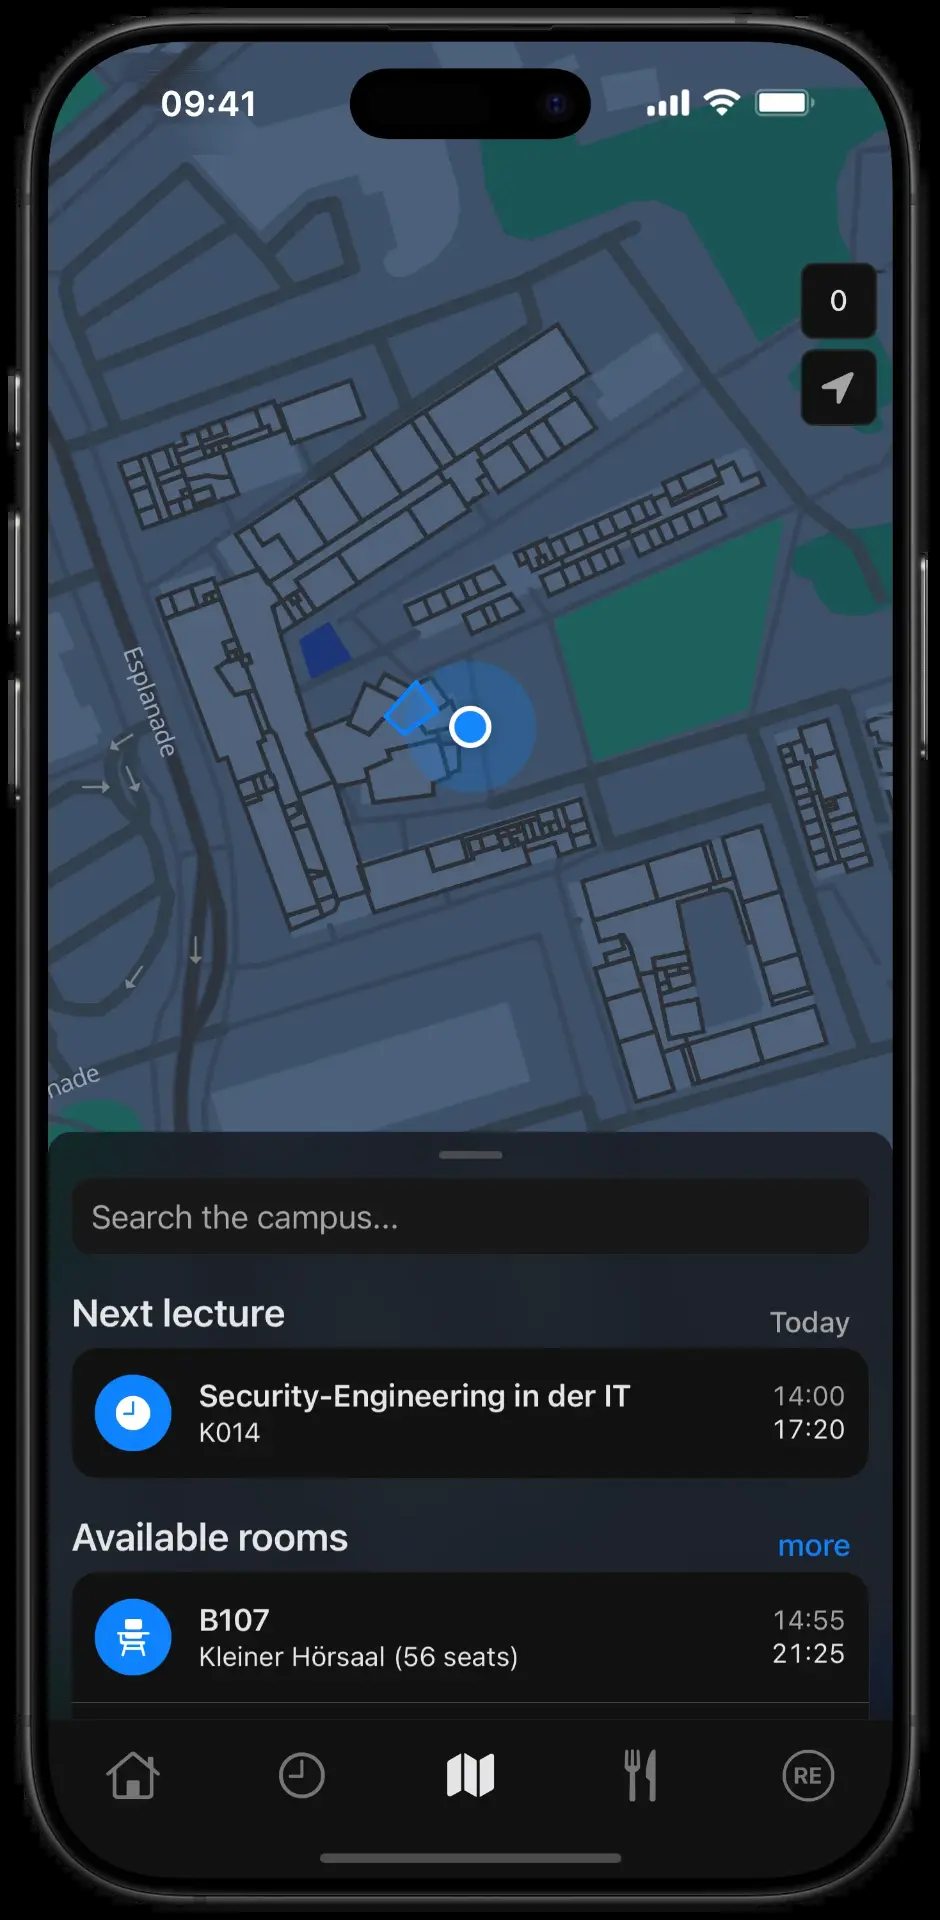 09:41
0
Esplanade
nade
Search the campus...
Next lecture
Today
Security-Engineering in der IT
14:00
K014
17:20
Available rooms
more
B107
14:55
Kleiner Hörsaal (56 seats)
21:25
RE